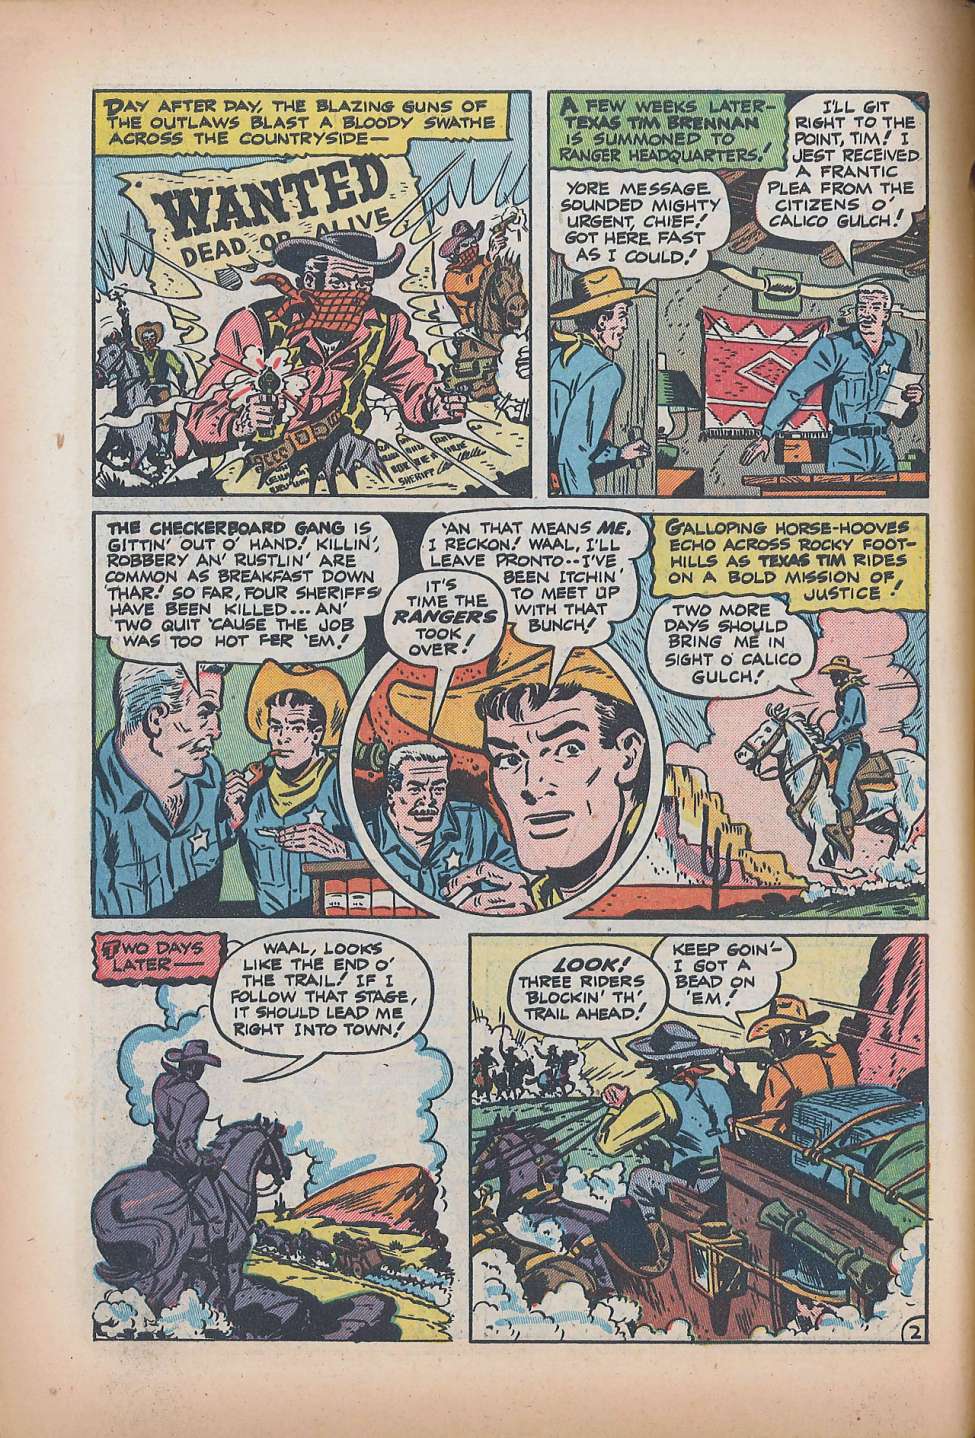 DAY AFTER DAY, THE BLAZING GUNS OF
THE OUTLAWS BLAST A BLOODY SWATHE
ACROSS THE COUNTRYSIDE—
WANTED
DEAD OR ALIVE
SHERIFF
A FEW WEEKS LATER-
TEXAS TIM BRENNAN
IS SUMMONED TO
RANGER HEADQUARTERS!
YORE MESSAGE
SOUNDED MIGHTY
URGENT, CHIEF!
GOT HERE FAST
AS I COULD!
I'LL GIT
RIGHT TO THE
POINT, TIM! I
JEST RECEIVED
A FRANTIC
PLEA FROM THE
CITIZENS O'
CALICO GULCH!
THE CHECKERBOARD GANG IS
GITTIN' OUT O' HAND! KILLIN',
ROBBERY AN' RUSTLIN' ARE
COMMON AS BREAKFAST DOWN
THAR! SO FAR, FOUR SHERIFFS
HAVE BEEN KILLED... AN'
TWO QUIT 'CAUSE THE JOB
WAS TOO HOT FER 'EM!
IT'S
TIME THE
RANGERS
TOOK
OVER!
'AN THAT MEANS ME,
I RECKON! WAAL, I'LL
LEAVE PRONTO--I'VE
BEEN ITCHIN'
TO MEET UP
WITH THAT
BUNCH!
GALLOPING HORSE-HOOVES
ECHO ACROSS ROCKY FOOT-
HILLS AS TEXAS TIM RIDES
ON A BOLD MISSION OF
JUSTICE!
TWO MORE
DAYS SHOULD
BRING ME IN
SIGHT O' CALICO
GULCH!
TWO DAYS
LATER—
WAAL, LOOKS
LIKE THE END O'
THE TRAIL! IF I
FOLLOW THAT STAGE,
IT SHOULD LEAD ME
RIGHT INTO TOWN!
LOOK!
THREE RIDERS
BLOCKIN' TH'
TRAIL AHEAD!
KEEP GOIN'-
I GOT A
BEAD ON
'EM!
2